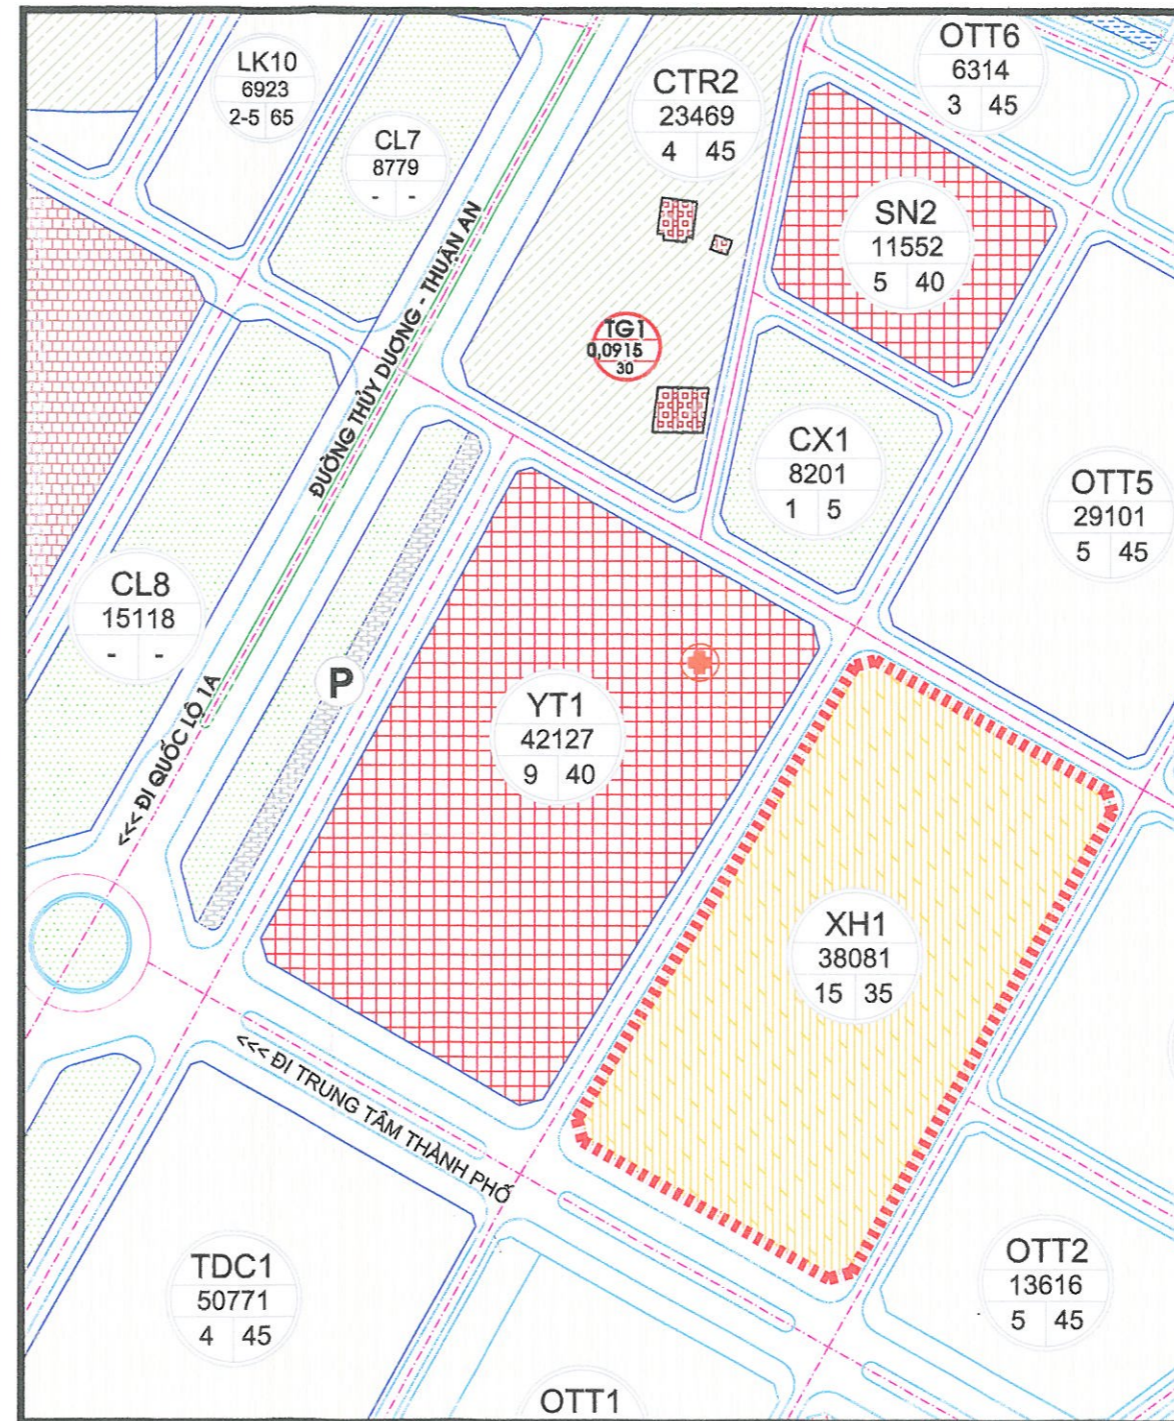 LK10
6923
2-5 65
CL7
8779
- -
CTR2
23469
4 45
OTT6
6314
3 45
SN2
11552
5 40
TG1
0,0915
30
CX1
8201
1 5
OTT5
29101
5 45
ĐƯỜNG THỦY DƯƠNG - THUẬN AN
CL8
15118
- -
P
<<< ĐI QUỐC LỘ 1A
YT1
42127
9 40
XH1
38081
15 35
<<< ĐI TRUNG TÂM THÀNH PHỐ
TDC1
50771
4 45
OTT2
13616
5 45
OTT1